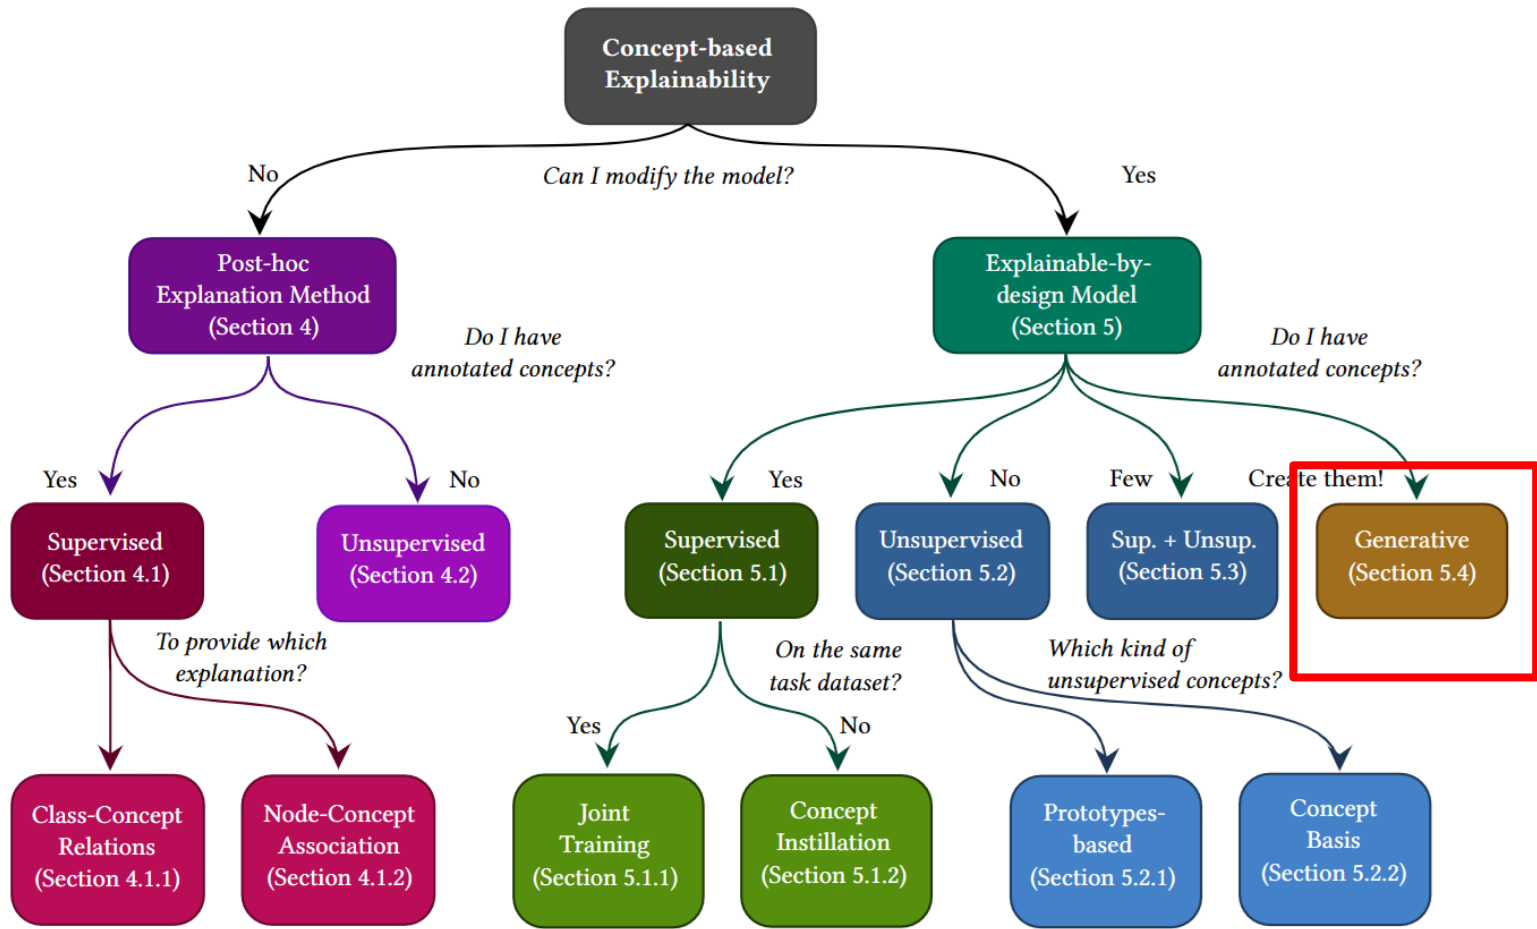 Concept-based
Explainability
No
Can I modify the model?
Yes
Post-hoc
Explanation Method
(Section 4)
Explainable-by-
design Model
(Section 5)
Do I have
annotated concepts?
Do I have
annotated concepts?
Yes
No
Yes
No
Few
Create them!
Supervised
(Section 4.1)
Unsupervised
(Section 4.2)
Supervised
(Section 5.1)
Unsupervised
(Section 5.2)
Sup. + Unsup.
(Section 5.3)
Generative
(Section 5.4)
To provide which
explanation?
On the same
task dataset?
Which kind of
unsupervised concepts?
Yes
No
Class-Concept
Relations
(Section 4.1.1)
Node-Concept
Association
(Section 4.1.2)
Joint
Training
(Section 5.1.1)
Concept
Instillation
(Section 5.1.2)
Prototypes-
based
(Section 5.2.1)
Concept
Basis
(Section 5.2.2)